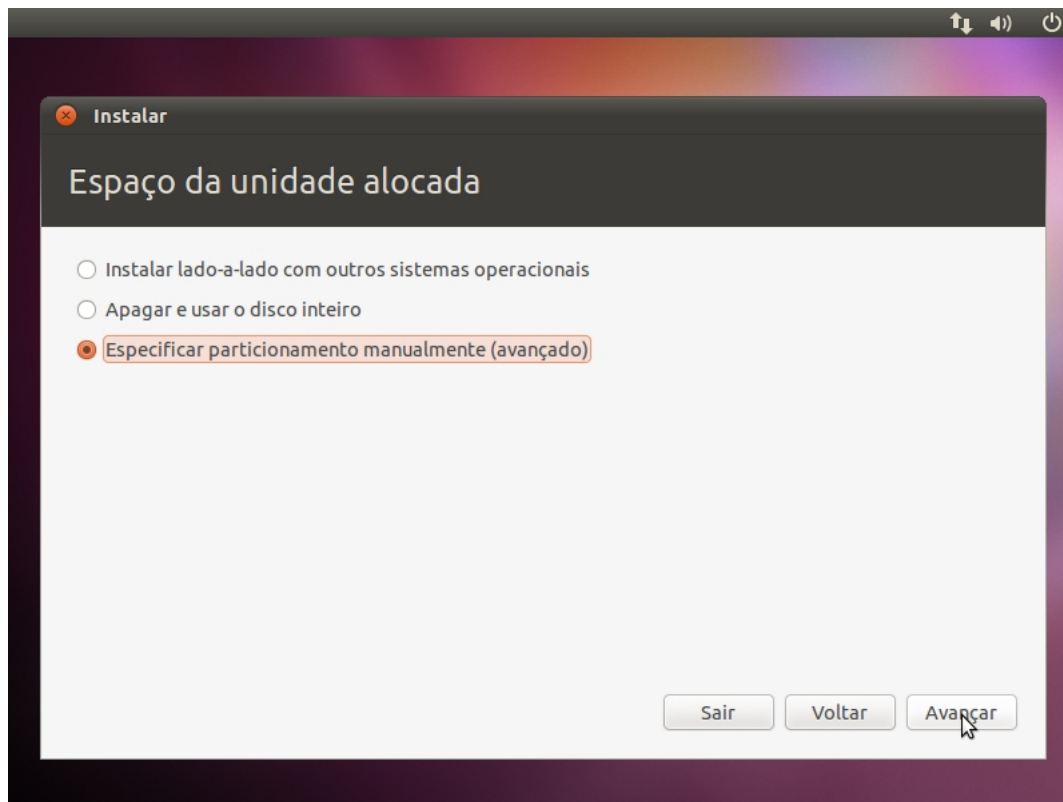 Instalar
Espaço da unidade alocada
Instalar lado-a-lado com outros sistemas operacionais
Apagar e usar o disco inteiro
Especificar particionamento manualmente (avançado)
Sair Voltar Avançar